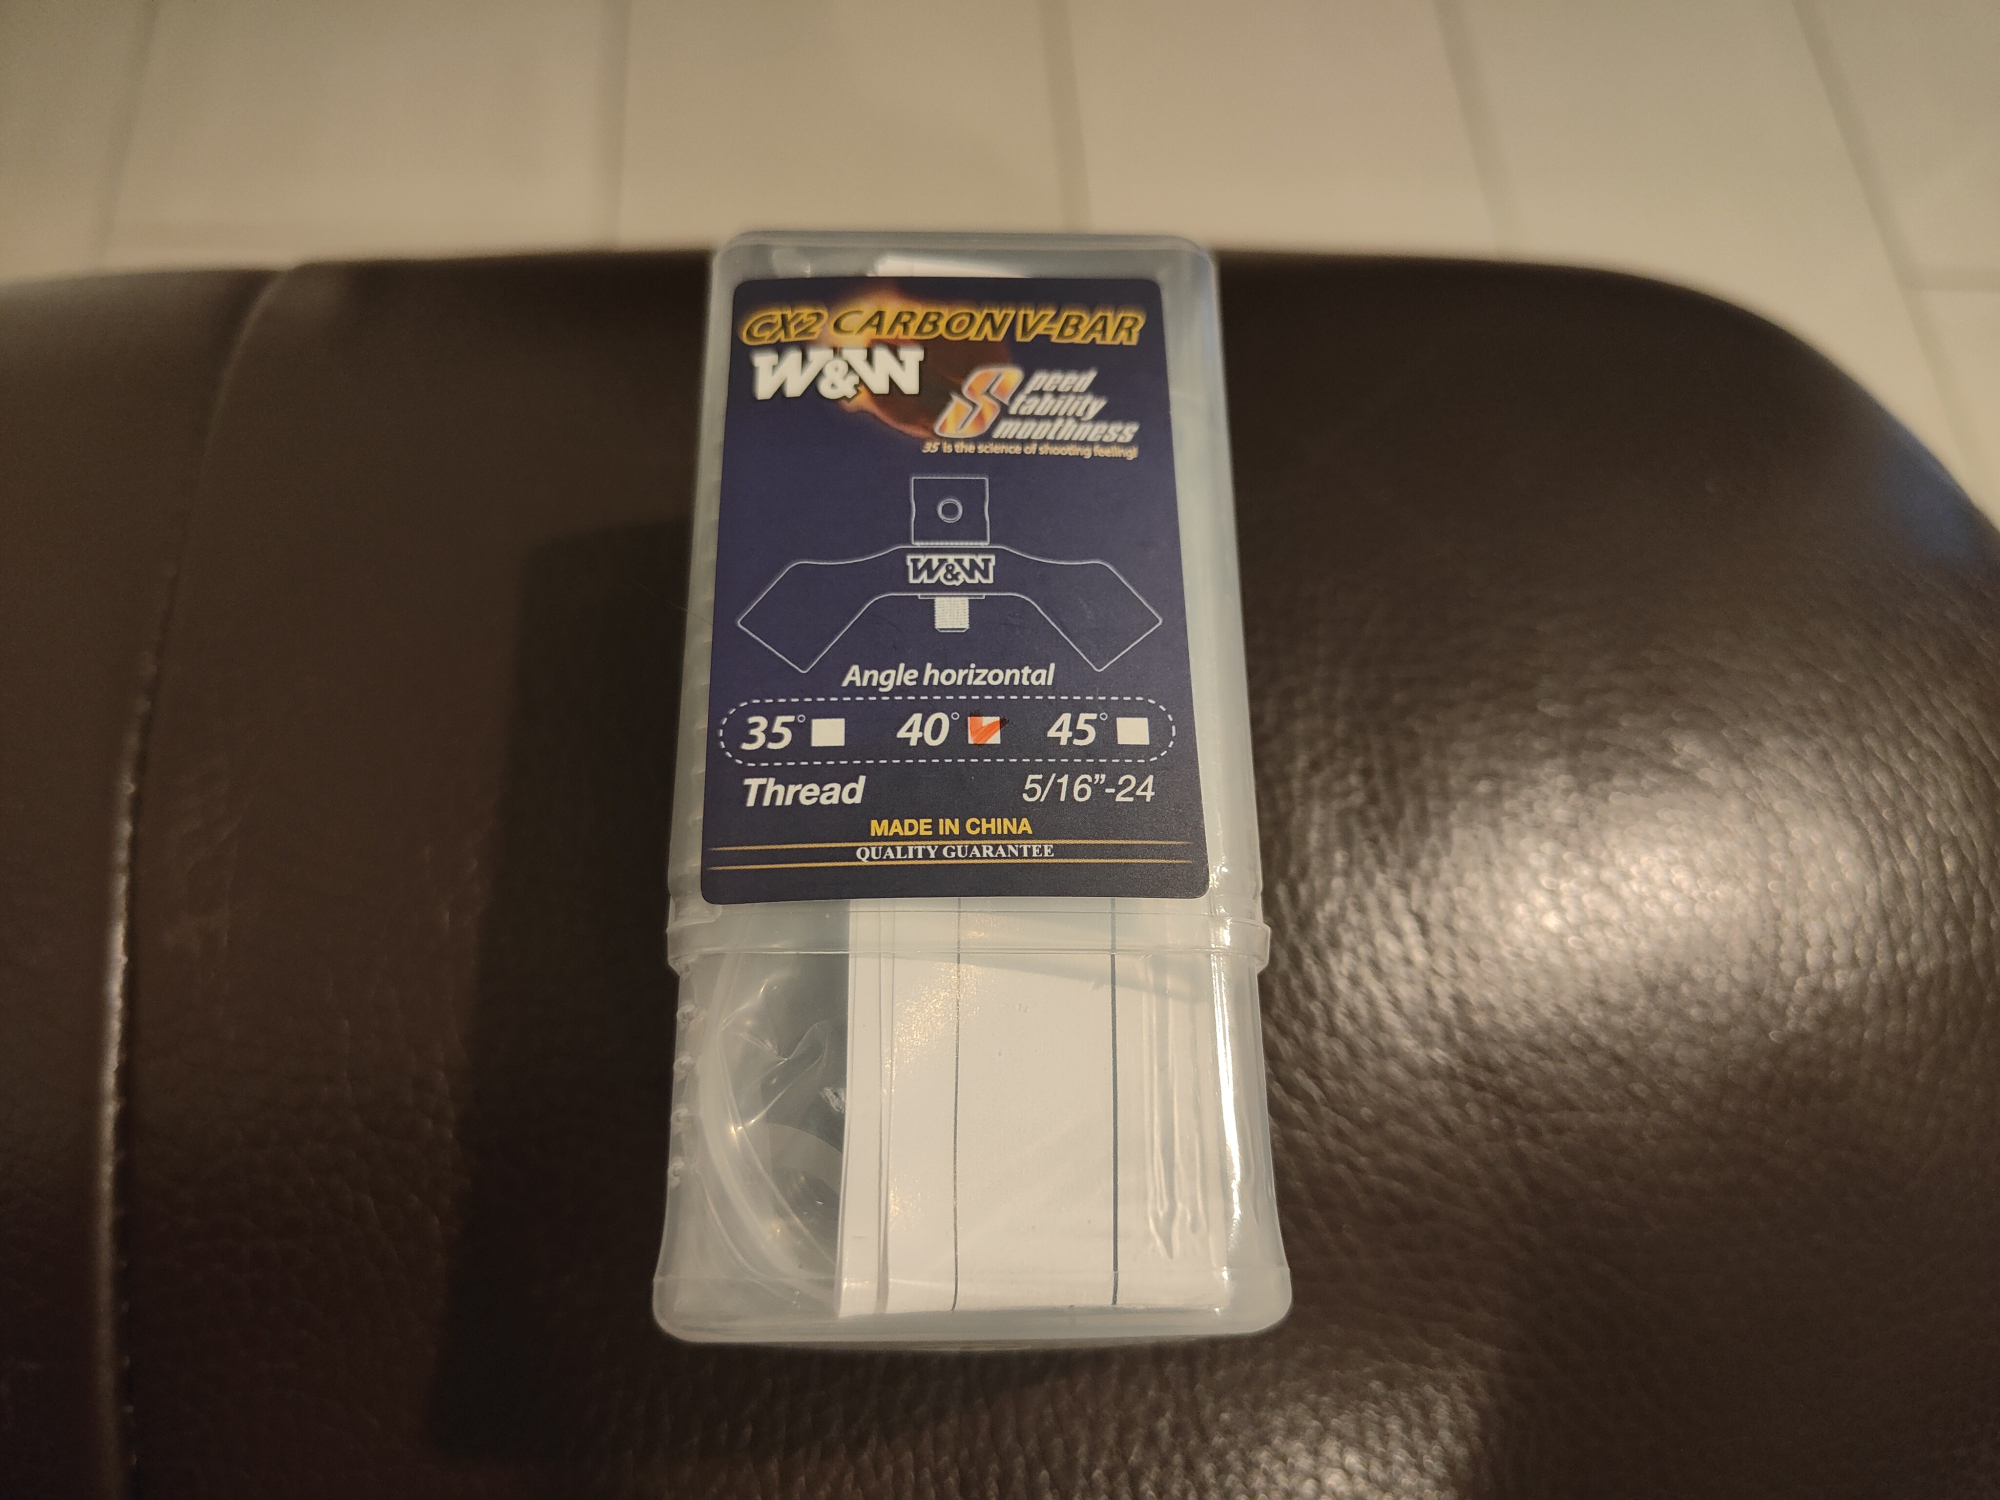 CX2 CARBON V-BAR
W&W
Speed
Stability
Smoothness
3S is the science of shooting feeling!
W&W
Angle horizontal
35° 40° 45°
Thread 5/16”-24
MADE IN CHINA
QUALITY GUARANTEE